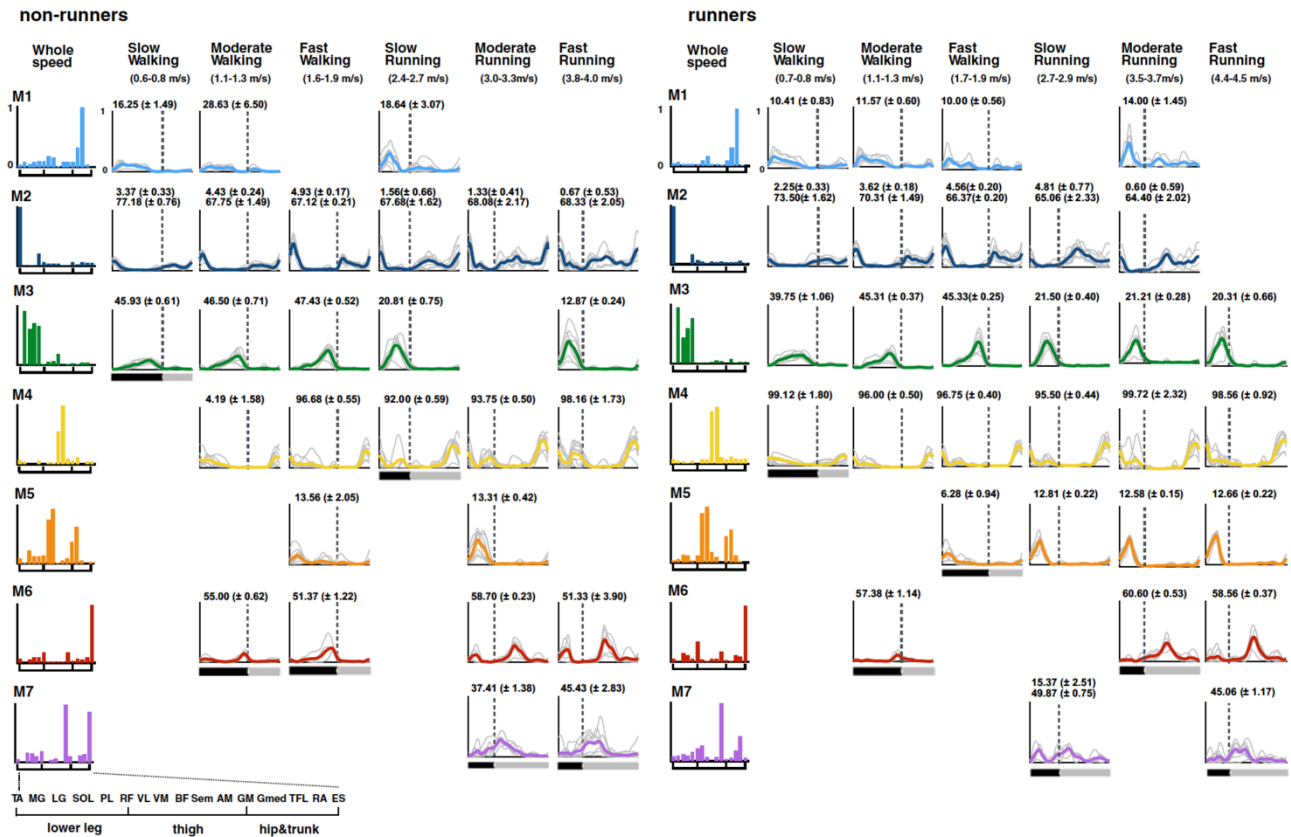 non-runners
Whole speed
Slow Walking
(0.6-0.8 m/s)
Moderate Walking
(1.1-1.3 m/s)
Fast Walking
(1.6-1.9 m/s)
Slow Running
(2.4-2.7 m/s)
Moderate Running
(3.0-3.3m/s)
Fast Running
(3.8-4.0 m/s)
M1
1
0
1
0
16.25 (± 1.49)
28.63 (± 6.50)
18.64 (± 3.07)
M2
3.37 (± 0.33)
77.18 (± 0.76)
4.43 (± 0.24)
67.75 (± 1.49)
4.93 (± 0.17)
67.12 (± 0.21)
1.56(± 0.66)
67.68(± 1.62)
1.33(± 0.41)
68.08(± 2.17)
0.67 (± 0.53)
68.33 (± 2.05)
M3
45.93 (± 0.61)
46.50 (± 0.71)
47.43 (± 0.52)
20.81 (± 0.75)
12.87 (± 0.24)
M4
4.19 (± 1.58)
96.68 (± 0.55)
92.00 (± 0.59)
93.75 (± 0.50)
98.16 (± 1.73)
M5
13.56 (± 2.05)
13.31 (± 0.42)
M6
55.00 (± 0.62)
51.37 (± 1.22)
58.70 (± 0.23)
51.33 (± 3.90)
M7
37.41 (± 1.38)
45.43 (± 2.83)
TA MG LG SOL PL RF VL VM BF Sem AM GM Gmed TFL RA ES
lower leg thigh hip&trunk
runners
Whole speed
Slow Walking
(0.7-0.8 m/s)
Moderate Walking
(1.1-1.3 m/s)
Fast Walking
(1.7-1.9 m/s)
Slow Running
(2.7-2.9 m/s)
Moderate Running
(3.5-3.7m/s)
Fast Running
(4.4-4.5 m/s)
M1
1
0
1
0
10.41 (± 0.83)
11.57 (± 0.60)
10.00 (± 0.56)
14.00 (± 1.45)
M2
2.25(± 0.33)
73.50(± 1.62)
3.62 (± 0.18)
70.31 (± 1.49)
4.56(± 0.20)
66.37(± 0.20)
4.81 (± 0.77)
65.06 (± 2.33)
0.60 (± 0.59)
64.40 (± 2.02)
M3
39.75 (± 1.06)
45.31 (± 0.37)
45.33(± 0.25)
21.50 (± 0.40)
21.21 (± 0.28)
20.31 (± 0.66)
M4
99.12 (± 1.80)
96.00 (± 0.50)
96.75 (± 0.40)
95.50 (± 0.44)
99.72 (± 2.32)
98.56 (± 0.92)
M5
6.28 (± 0.94)
12.81 (± 0.22)
12.58 (± 0.15)
12.66 (± 0.22)
M6
57.38 (± 1.14)
60.60 (± 0.53)
58.56 (± 0.37)
M7
15.37 (± 2.51)
49.87 (± 0.75)
45.06 (± 1.17)